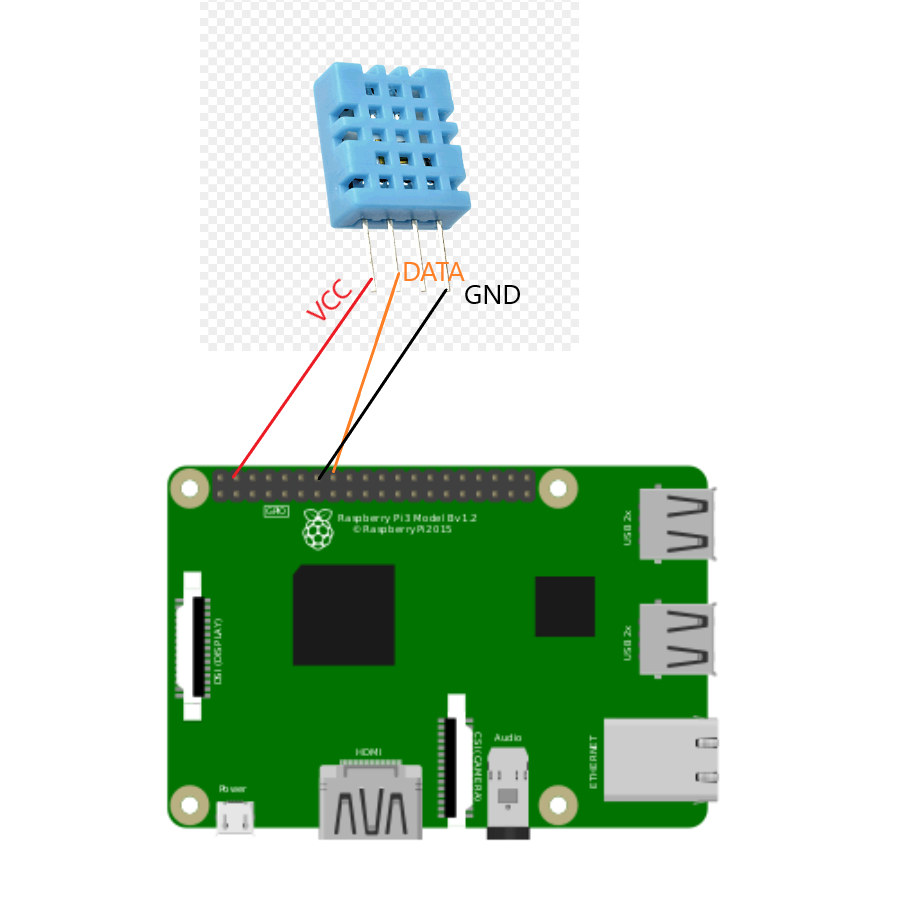 DATA
VCC
GND
GPIO
Raspberry Pi 3 Model B v1.2
© Raspberry Pi 2015
USB 2x
DSI (DISPLAY)
USB 2x
CSI (CAMERA)
Audio
ETHERNET
HDMI
Power